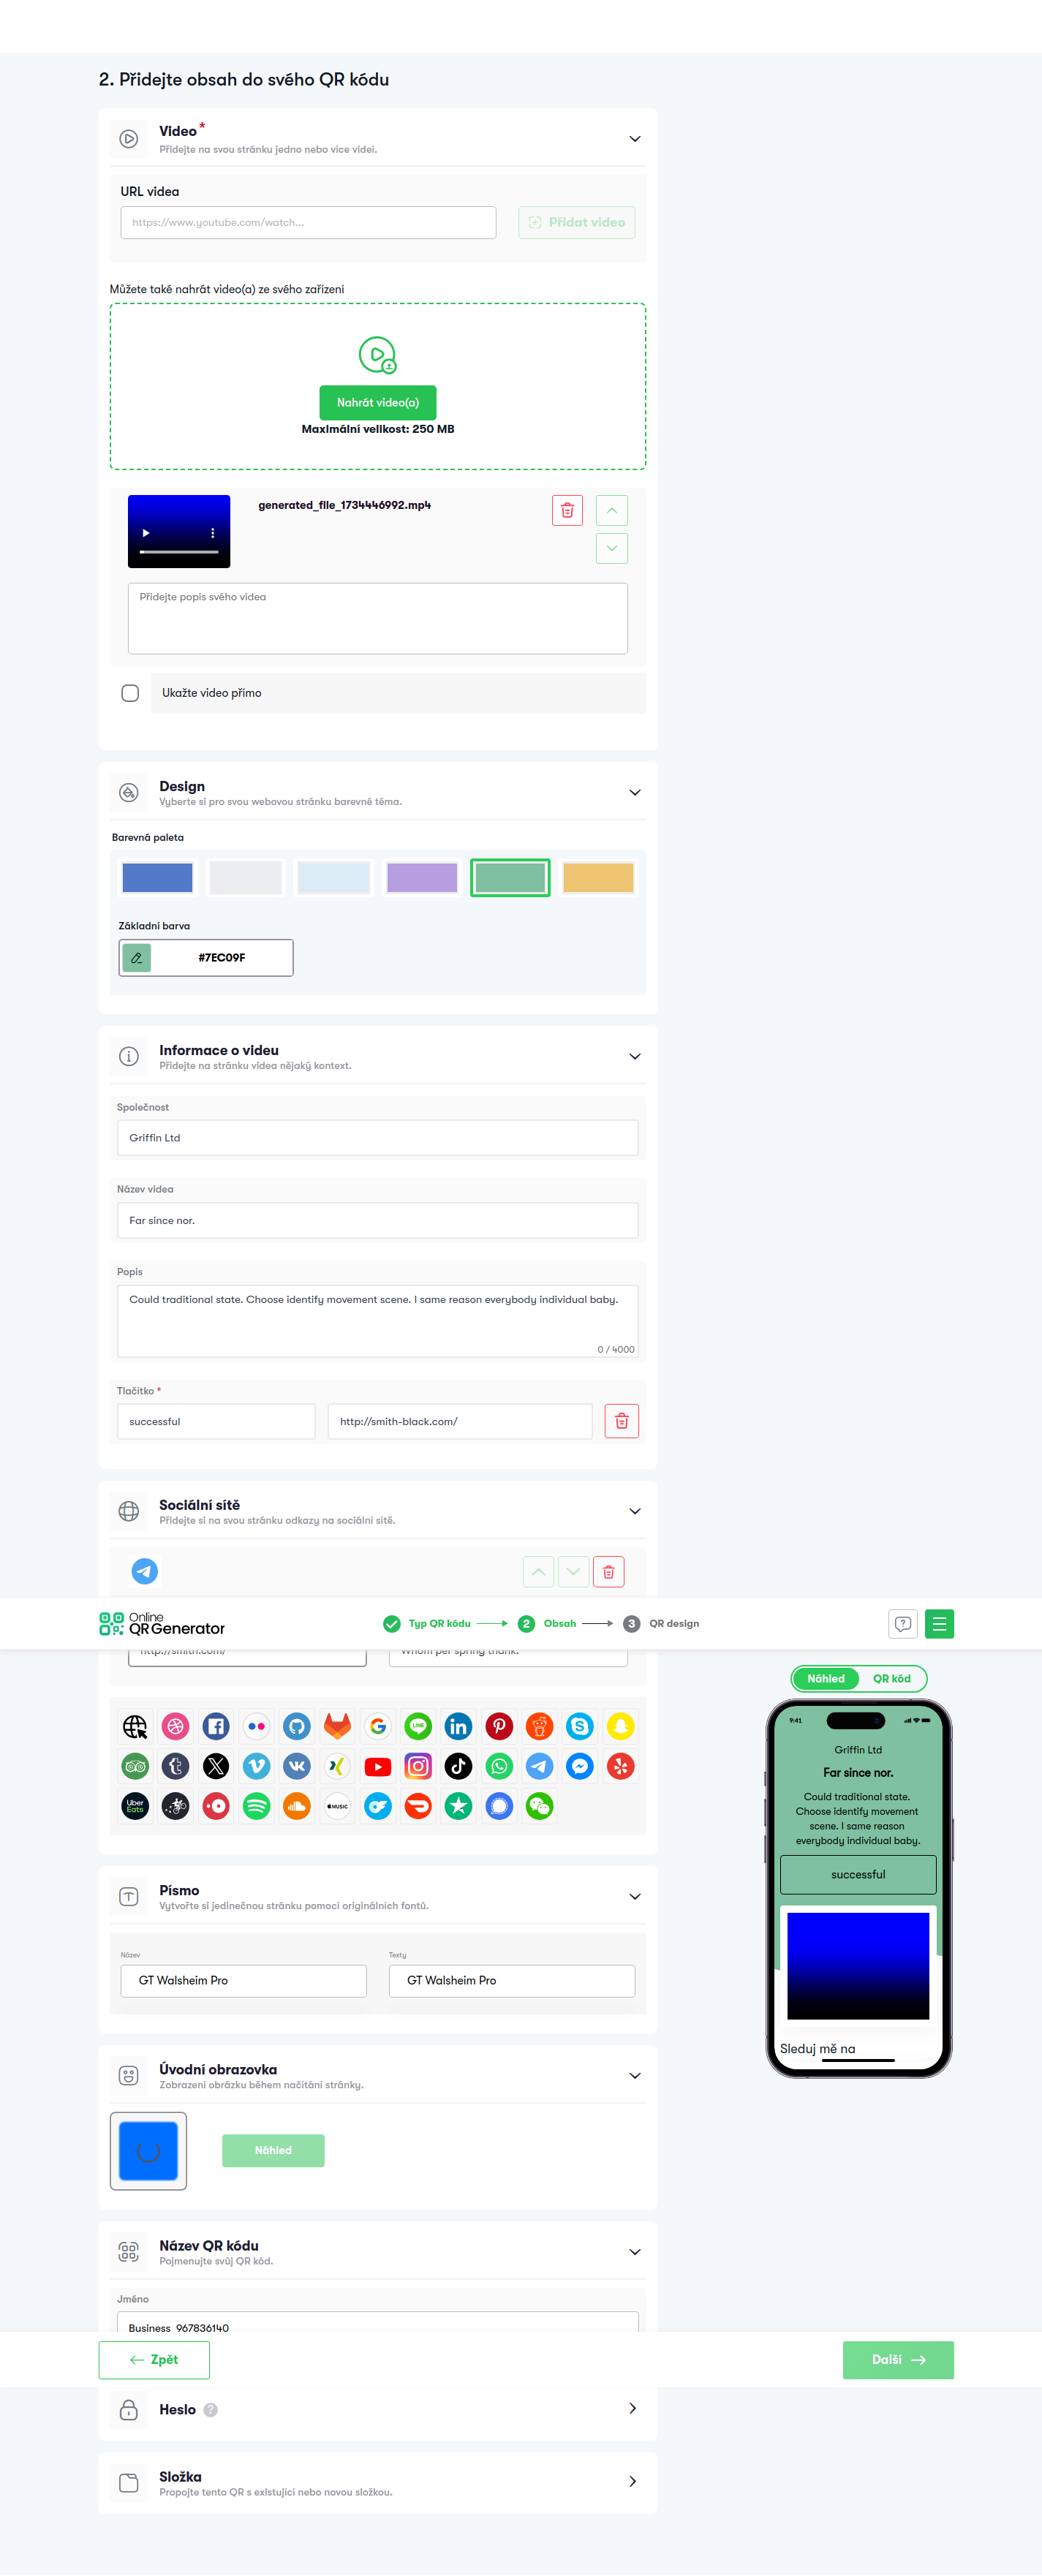 2. Přidejte obsah do svého QR kódu
Video *
Přidejte na svou stránku jedno nebo více videí.
URL videa
https://www.youtube.com/watch...
Přidat video
Můžete také nahrát video(a) ze svého zařízení
Nahrát video(a)
Maximální velikost: 250 MB
generated_file_1734446992.mp4
Přidejte popis svého videa
Ukažte video přímo
Design
Vyberte si pro svou webovou stránku barevné téma.
Barevná paleta
Základní barva
#7EC09F
Informace o videu
Přidejte na stránku videa nějaký kontext.
Společnost
Griffin Ltd
Název videa
Far since nor.
Popis
Could traditional state. Choose identify movement scene. I same reason everybody individual baby.
0 / 4000
Tlačítko *
successful
http://smith-black.com/
Sociální sítě
Přidejte si na svou stránku odkazy na sociální sítě.
Online
QR Generator
Typ QR kódu
2 Obsah
3 QR design
http://smith.com/
Whom per spring thank.
LINE
Uber
Eats
MUSIC
Písmo
Vytvořte si jedinečnou stránku pomocí originálních fontů.
Název
GT Walsheim Pro
Texty
GT Walsheim Pro
Úvodní obrazovka
Zobrazení obrázku během načítání stránky.
Náhled
Název QR kódu
Pojmenujte svůj QR kód.
Jméno
Business_967836140
Zpět
Další
Heslo ?
Složka
Propojte tento QR s existující nebo novou složkou.
Náhled
QR kód
9:41
Griffin Ltd
Far since nor.
Could traditional state.
Choose identify movement
scene. I same reason
everybody individual baby.
successful
Sleduj mě na